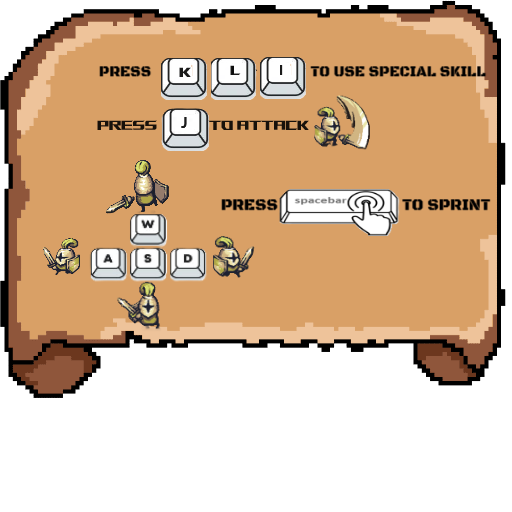 PRESS K L I TO USE SPECIAL SKILL
PRESS J TO ATTACK
PRESS spacebar TO SPRINT
W
A S D